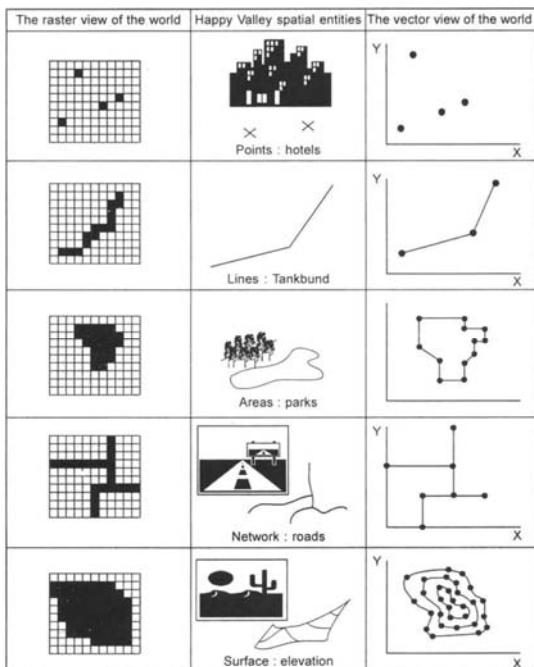 The raster view of the world
Happy Valley spatial entities
The vector view of the world
Points : hotels
Y
X
Lines : Tankbund
Y
X
Areas : parks
Network : roads
Y
X
Surface : elevation
Y
X